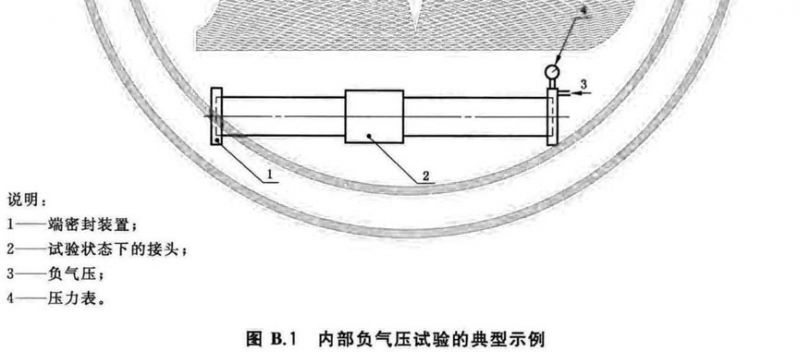 4
3
1
2
说明：
1——端密封装置；
2——试验状态下的接头；
3——负气压；
4——压力表。
图 B.1 内部负气压试验的典型示例